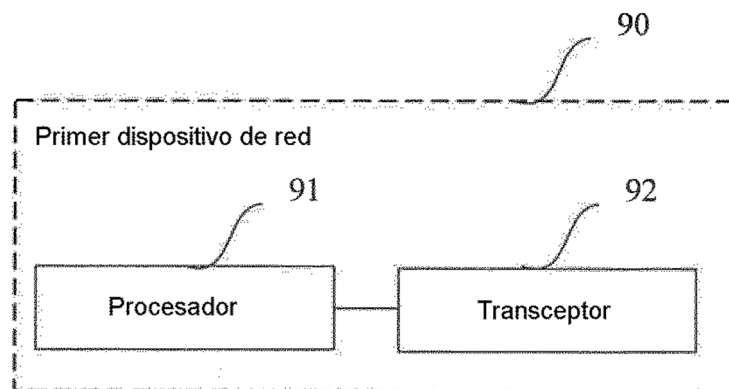 90
Primer dispositivo de red
91
92
Procesador
Transceptor